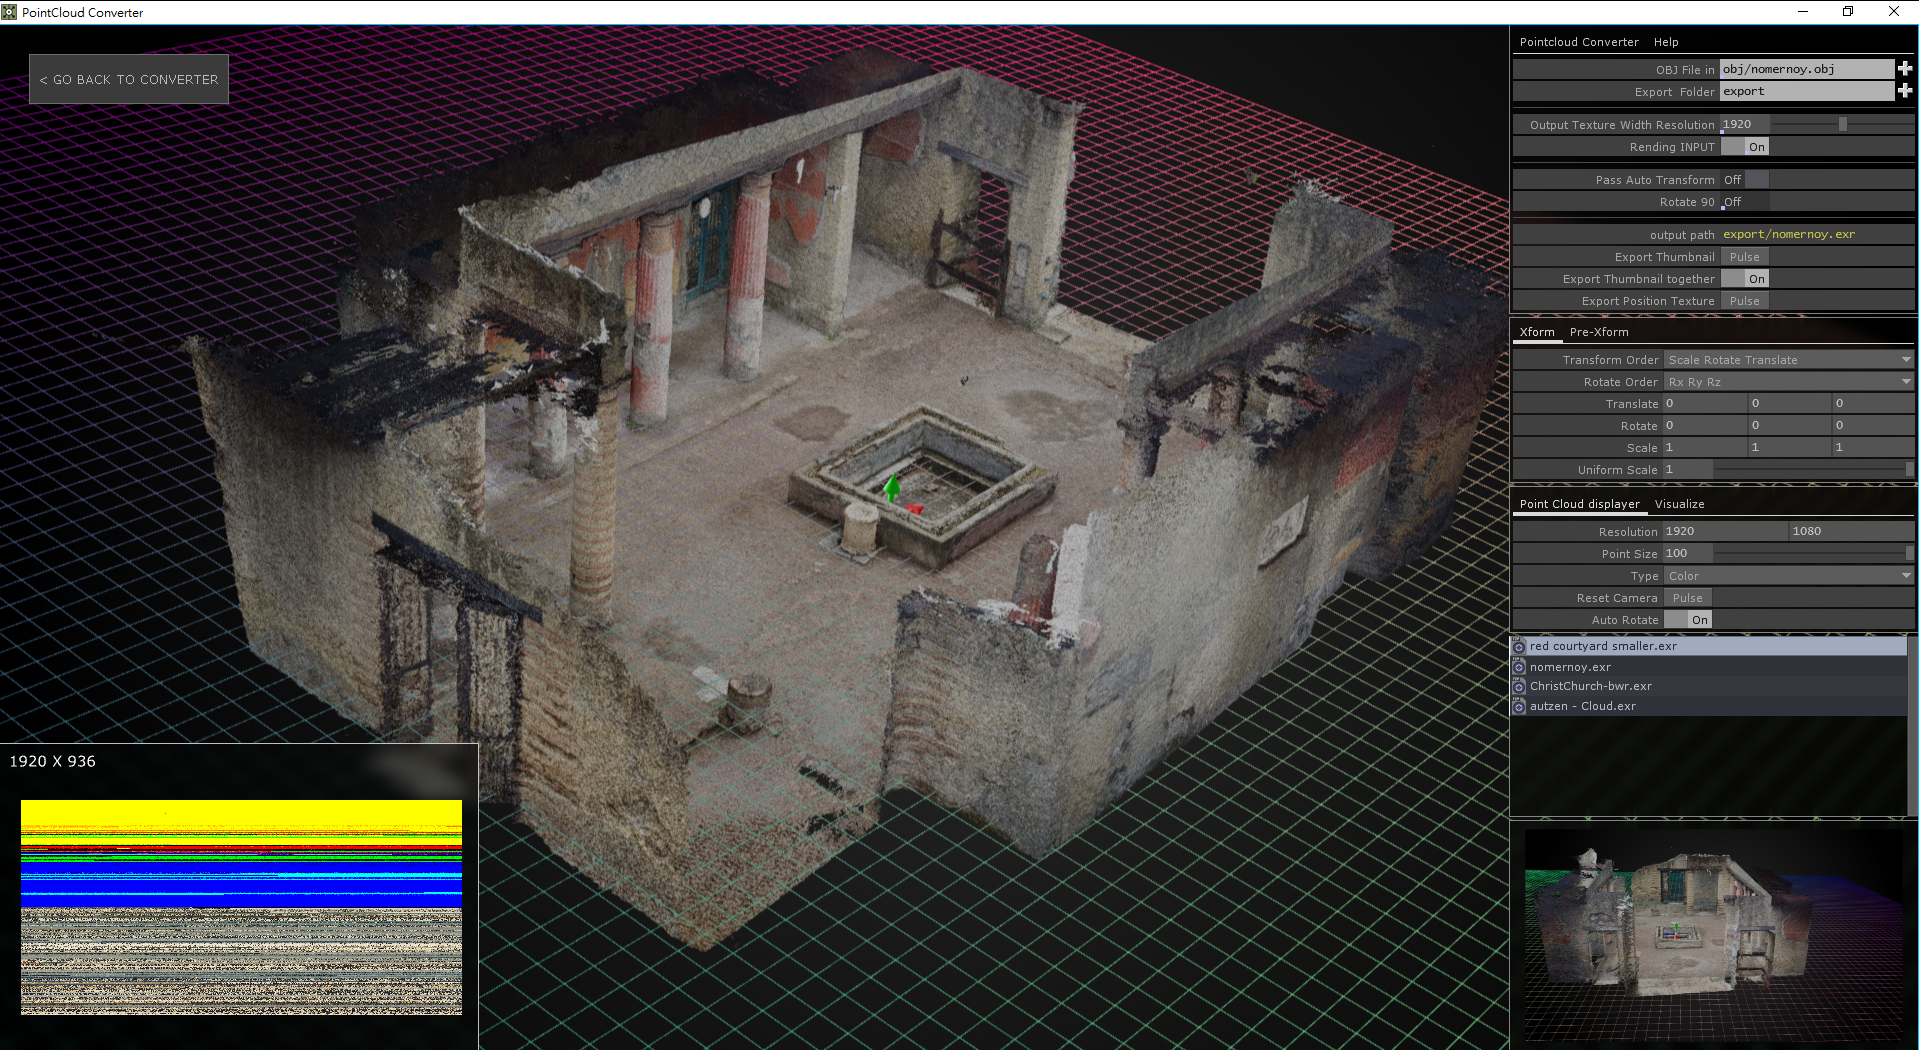 PointCloud Converter
< GO BACK TO CONVERTER
Pointcloud Converter Help
OBJ File in obj/nomernoy.obj
Export Folder export
Output Texture Width Resolution 1920
Rending INPUT On
Pass Auto Transform Off
Rotate 90 Off
output path export/nomernoy.exr
Export Thumbnail Pulse
Export Thumbnail together On
Export Position Texture Pulse
Xform Pre-Xform
Transform Order Scale Rotate Translate
Rotate Order Rx Ry Rz
Translate 0 0 0
Rotate 0 0 0
Scale 1 1 1
Uniform Scale 1
Point Cloud displayer Visualize
Resolution 1920 1080
Point Size 100
Type Color
Reset Camera Pulse
Auto Rotate On
red courtyard smaller.exr
nomernoy.exr
ChristChurch-bwr.exr
autzen - Cloud.exr
1920 X 936